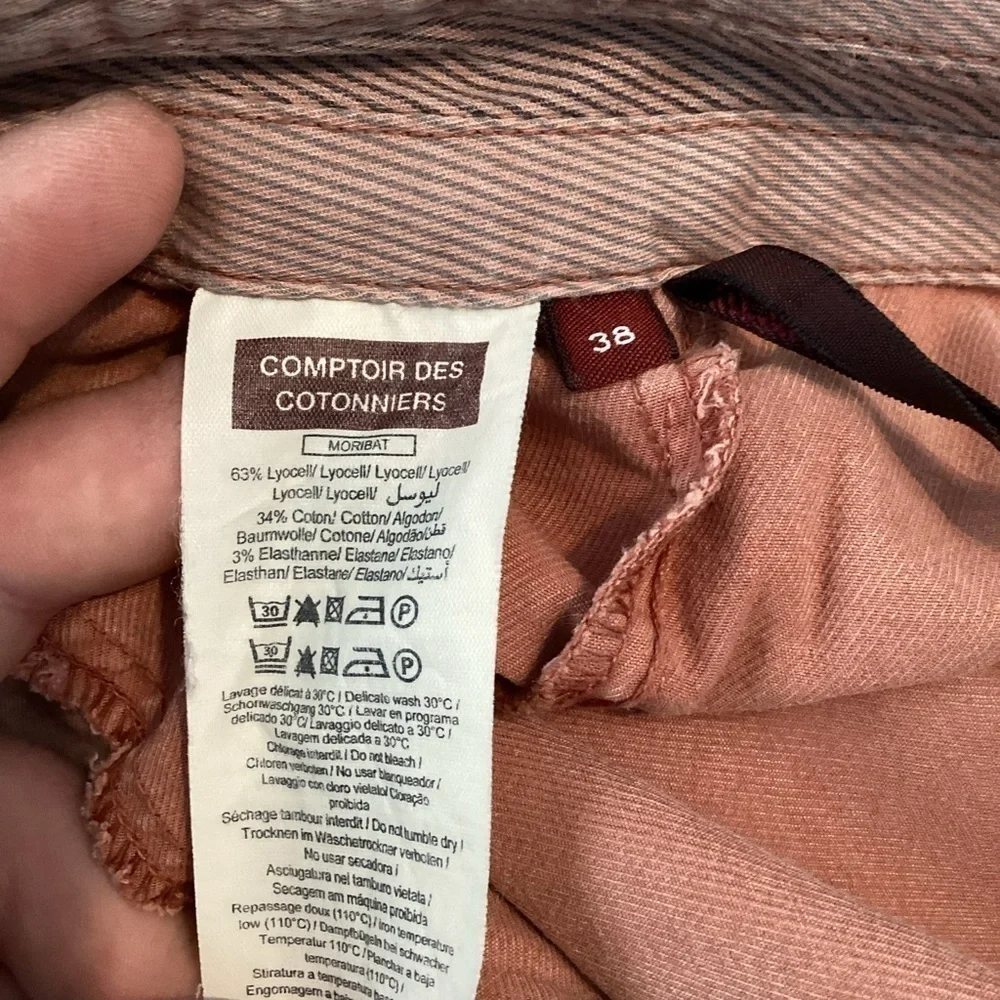 COMPTOIR DES
COTONNIERS
38
MORIBAT
63% Lyocell/ Lyocell/ Lyocell/ Lyocell/
Lyocell/ Lyocell/ ليوسل
34% Coton/ Cotton/ Algodon/
Baumwolle/ Cotone/ Algodão/ قطن
3% Elasthanne/ Elastane/ Elastano/
Elasthan/ Elastane/ Elastano/
30 P
30 P
Lavage délicat à 30°C / Delicate wash 30°C /
Schonwaschgang 30°C / Lavar en programa
delicado 30°C/ Lavaggio delicato a 30°C /
Lavagem delicada a 30°C
Chlorage interdit / Do not bleach /
Chloren verboten / No usar blanqueador /
Lavaggio con cloro vietato/ Cloração
proibida
Séchage tambour interdit / Do not tumble dry /
Trocknen im Wäschetrockner verboten /
No usar secadora /
Asciugatura nel tamburo vietata /
Secagem am máquina proibida
Repassage doux (110°C) / Iron temperature
low (110°C) / Dampfbügeln bei schwacher
Temperatur 110°C / Planchar a baja
temperatura (110°C) /
Stiratura a temperatura
Engomagem a